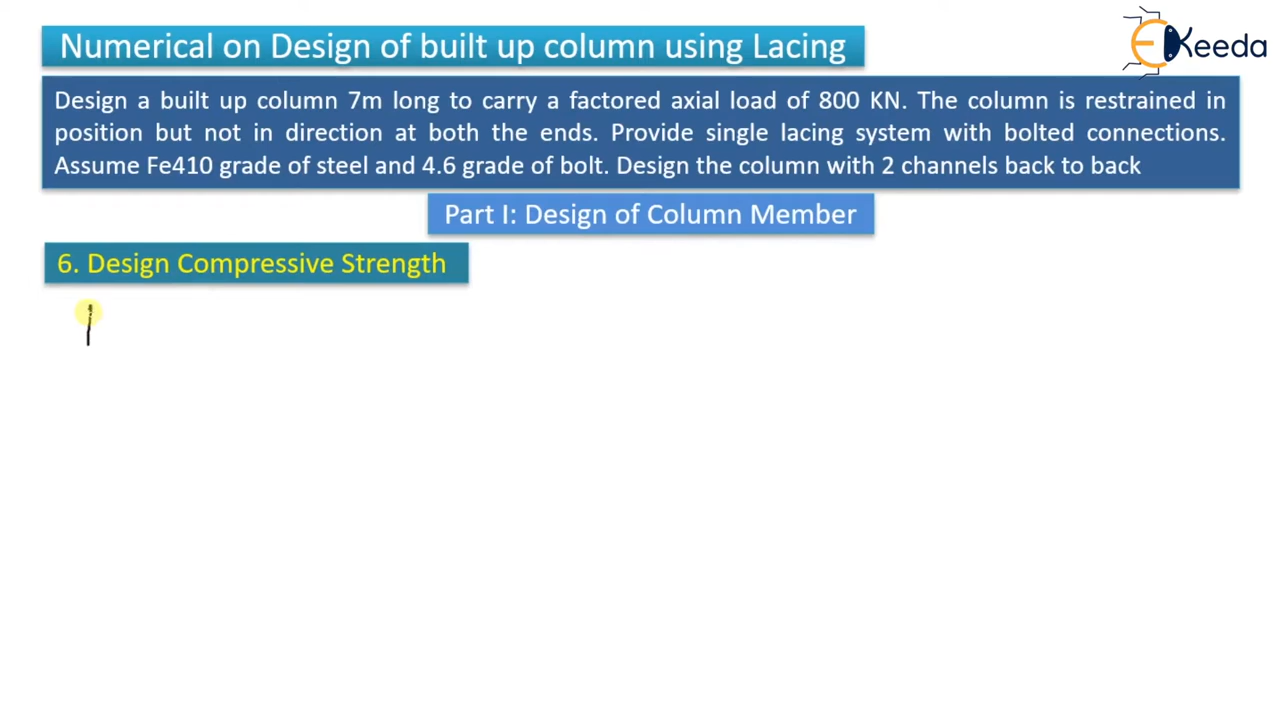 Numerical on Design of built up column using Lacing
EKeeda
Design a built up column 7m long to carry a factored axial load of 800 KN. The column is restrained in
position but not in direction at both the ends. Provide single lacing system with bolted connections.
Assume Fe410 grade of steel and 4.6 grade of bolt. Design the column with 2 channels back to back
Part I: Design of Column Member
6. Design Compressive Strength